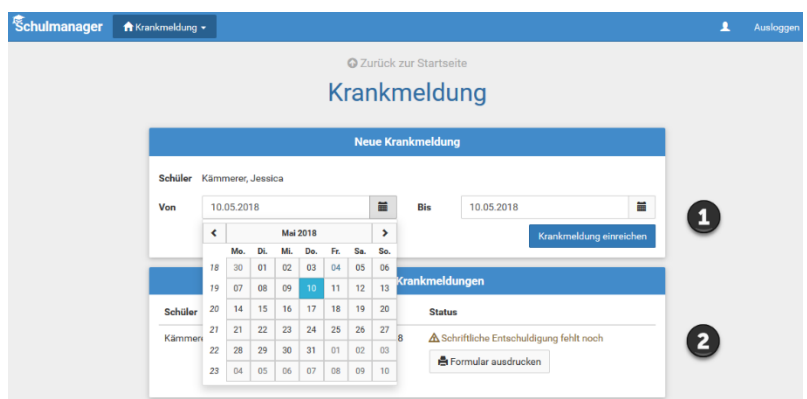 Schulmanager Krankmeldung Ausloggen
Zurück zur Startseite
Krankmeldung
Neue Krankmeldung
Schüler Kämmerer, Jessica
Von 10.05.2018 Bis 10.05.2018
1
Krankmeldung einreichen
Mai 2018
Mo. Di. Mi. Do. Fr. Sa. So.
18 30 01 02 03 04 05 06
19 07 08 09 10 11 12 13
Krankmeldungen
20 14 15 16 17 18 19 20
Schüler Status
21 21 22 23 24 25 26 27
Kämmer 8 Schriftliche Entschuldigung fehlt noch
2
22 28 29 30 31 01 02 03
Formular ausdrucken
23 04 05 06 07 08 09 10